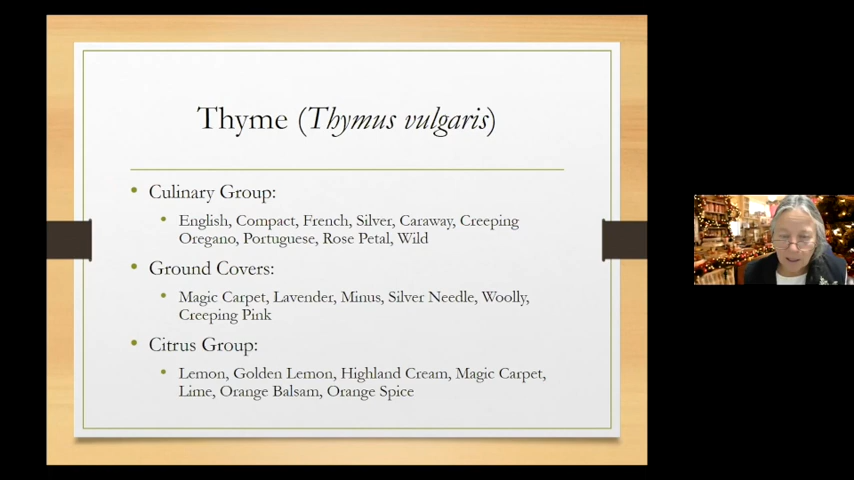 Thyme (Thymus vulgaris)
Culinary Group:
English, Compact, French, Silver, Caraway, Creeping
Oregano, Portuguese, Rose Petal, Wild
Ground Covers:
Magic Carpet, Lavender, Minus, Silver Needle, Woolly,
Creeping Pink
Citrus Group:
Lemon, Golden Lemon, Highland Cream, Magic Carpet,
Lime, Orange Balsam, Orange Spice